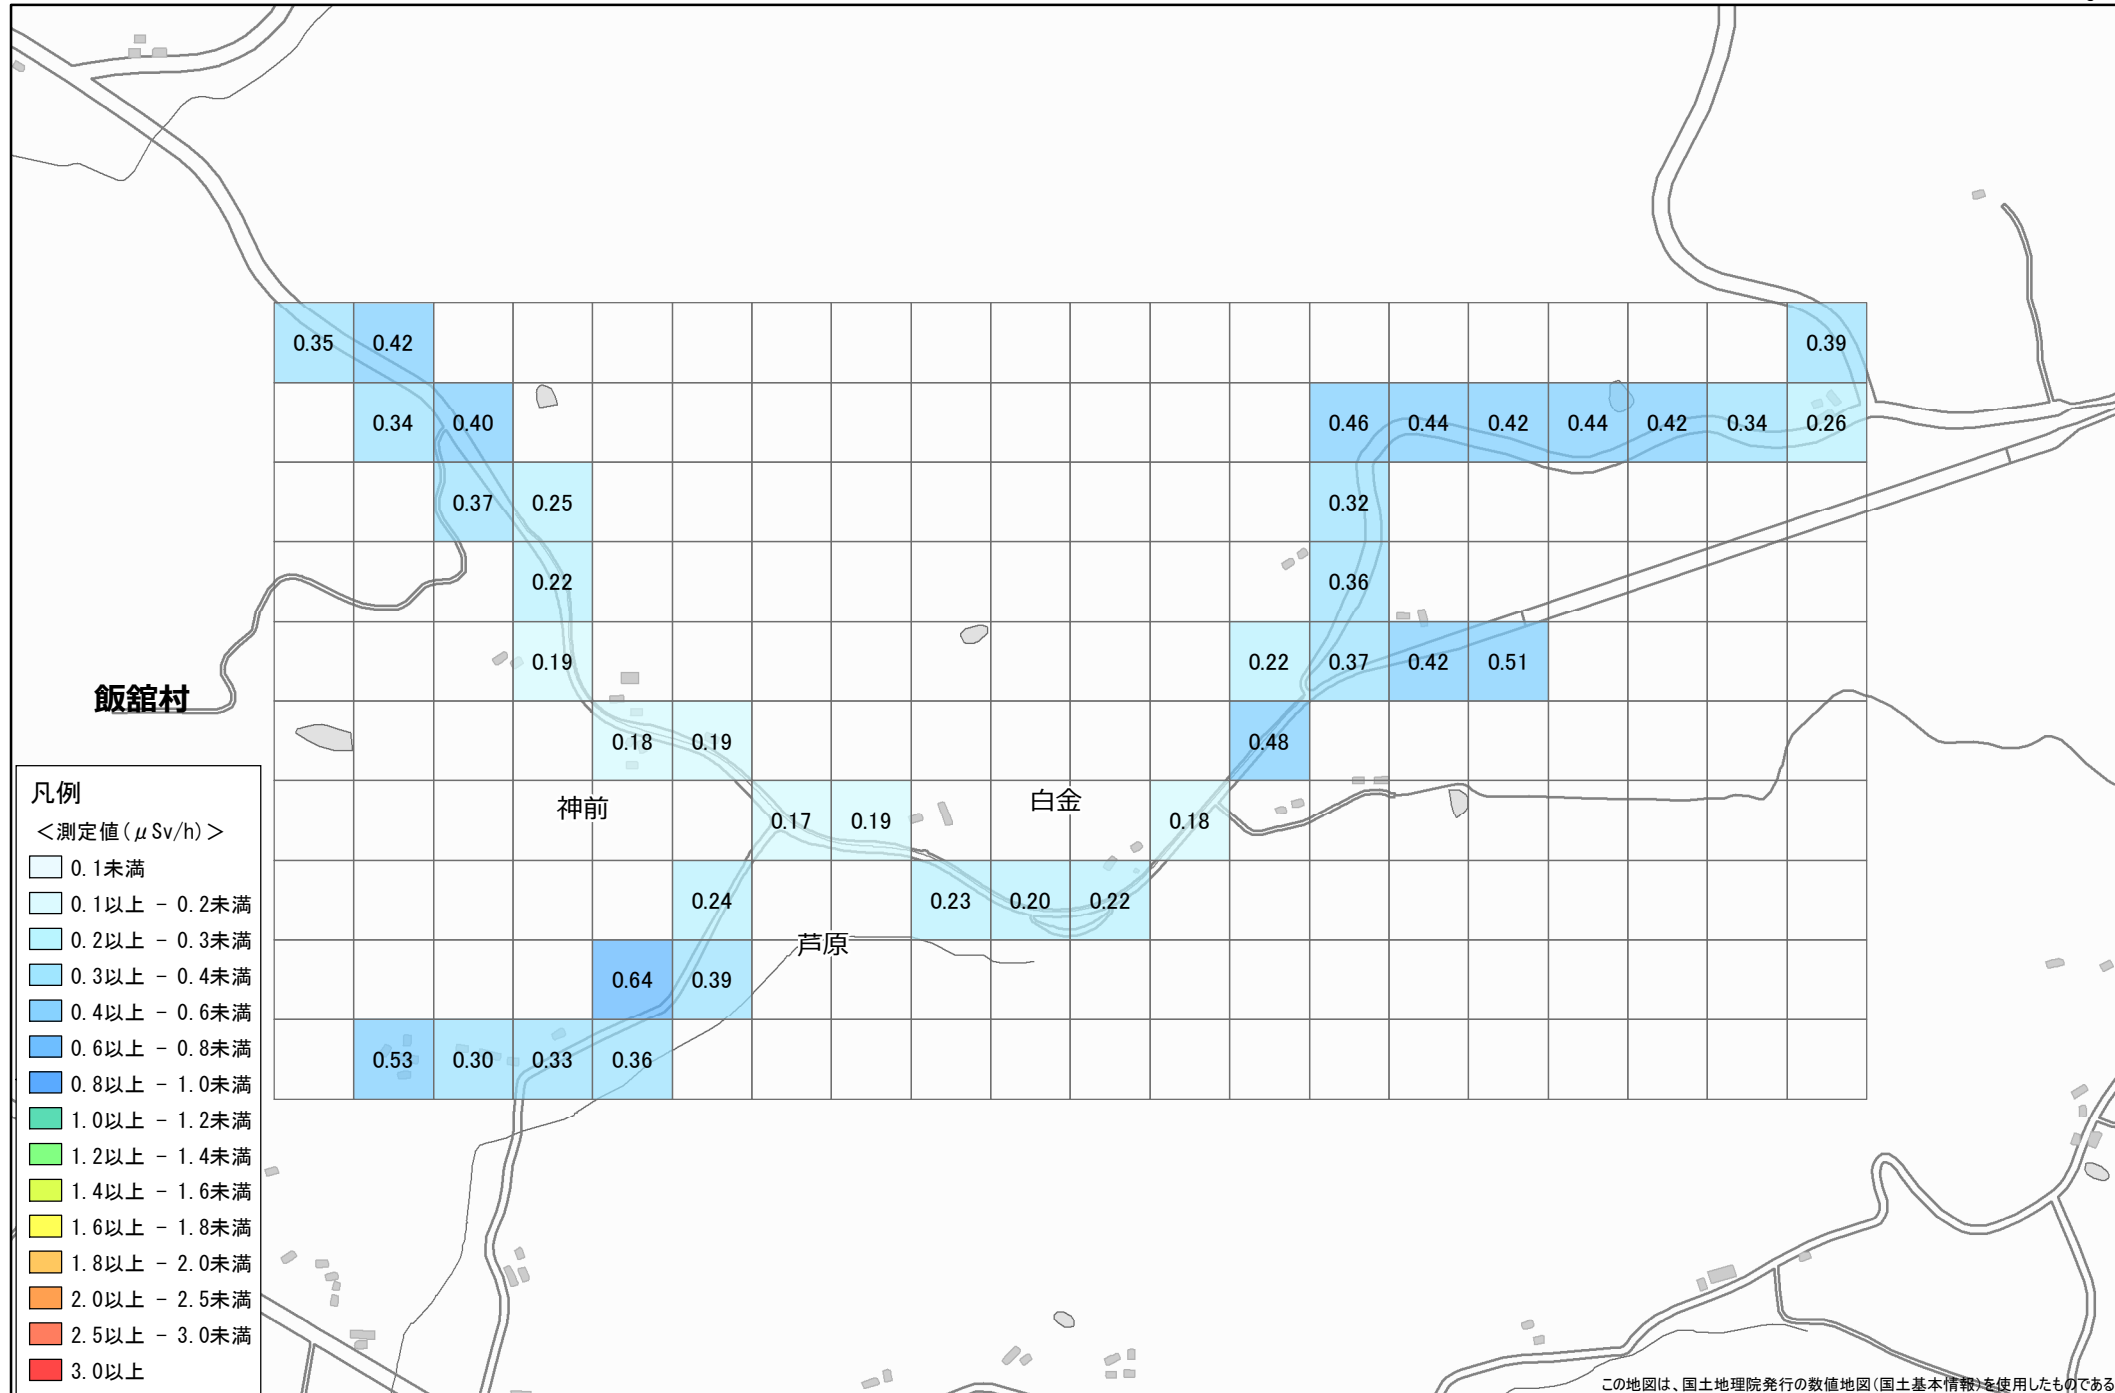 0.35 0.42 0.39
0.34 0.40 0.46 0.44 0.42 0.44 0.42 0.34 0.26
0.37 0.25 0.32
0.22 0.36
0.19 0.22 0.37 0.42 0.51
飯舘村
0.18 0.19 0.48
神前 0.17 0.19 白金 0.18
0.24 0.23 0.20 0.22
芦原
0.64 0.39
0.53 0.30 0.33 0.36
凡例
＜測定値(μSv/h)＞
0.1未満
0.1以上 - 0.2未満
0.2以上 - 0.3未満
0.3以上 - 0.4未満
0.4以上 - 0.6未満
0.6以上 - 0.8未満
0.8以上 - 1.0未満
1.0以上 - 1.2未満
1.2以上 - 1.4未満
1.4以上 - 1.6未満
1.6以上 - 1.8未満
1.8以上 - 2.0未満
2.0以上 - 2.5未満
2.5以上 - 3.0未満
3.0以上
この地図は、国土地理院発行の数値地図(国土基本情報)を使用したものである